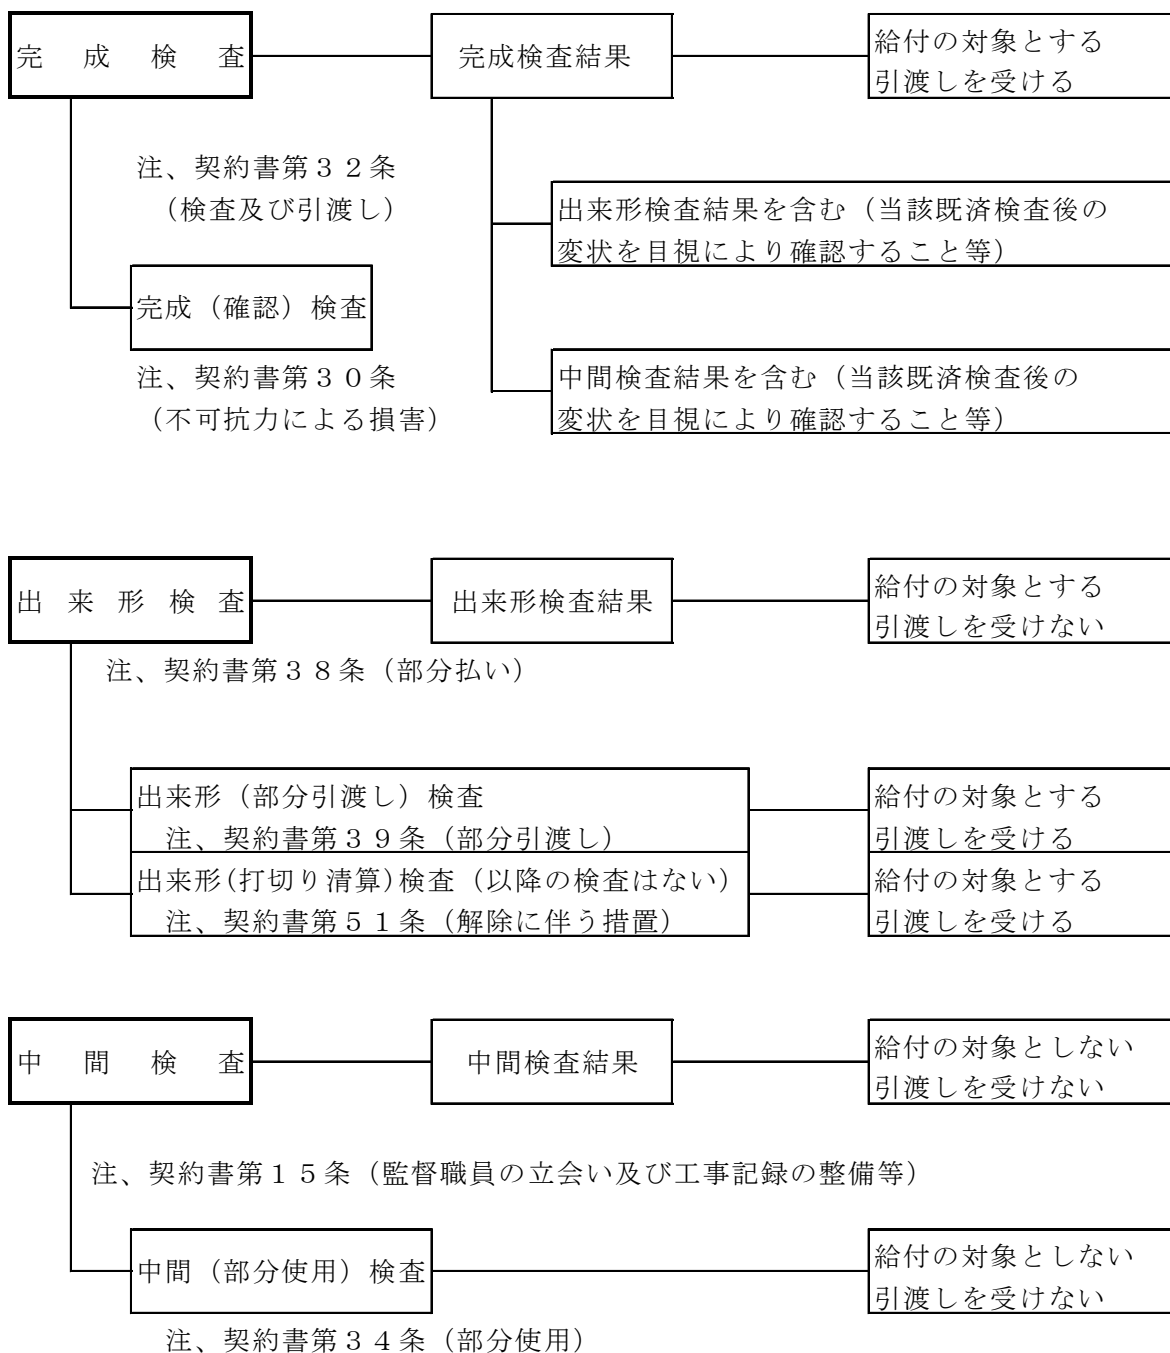 完成検査
完成検査結果
給付の対象とする
引渡しを受ける
注、契約書第３２条
（検査及び引渡し）
出来形検査結果を含む（当該既済検査後の
変状を目視により確認すること等）
完成（確認）検査
注、契約書第３０条
（不可抗力による損害）
中間検査結果を含む（当該既済検査後の
変状を目視により確認すること等）
出来形検査
出来形検査結果
給付の対象とする
引渡しを受けない
注、契約書第３８条（部分払い）
出来形（部分引渡し）検査
注、契約書第３９条（部分引渡し）
給付の対象とする
引渡しを受ける
出来形(打切り清算)検査（以降の検査はない）
注、契約書第５１条（解除に伴う措置）
給付の対象とする
引渡しを受ける
中間検査
中間検査結果
給付の対象としない
引渡しを受けない
注、契約書第１５条（監督職員の立会い及び工事記録の整備等）
中間（部分使用）検査
給付の対象としない
引渡しを受けない
注、契約書第３４条（部分使用）